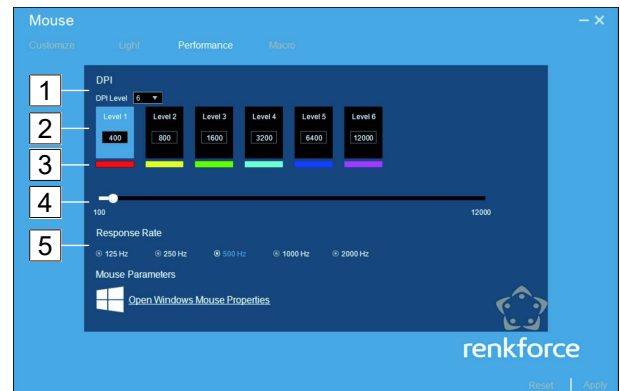 Mouse
Customize Light Performance Macro
DPI
1 DPI Level 6
Level 1 Level 2 Level 3 Level 4 Level 5 Level 6
2 400 800 1600 3200 6400 12000
3
4
100 12000
Response Rate
5 125 Hz 250 Hz 500 Hz 1000 Hz 2000 Hz
Mouse Parameters
Open Windows Mouse Properties
renkforce
Reset Apply